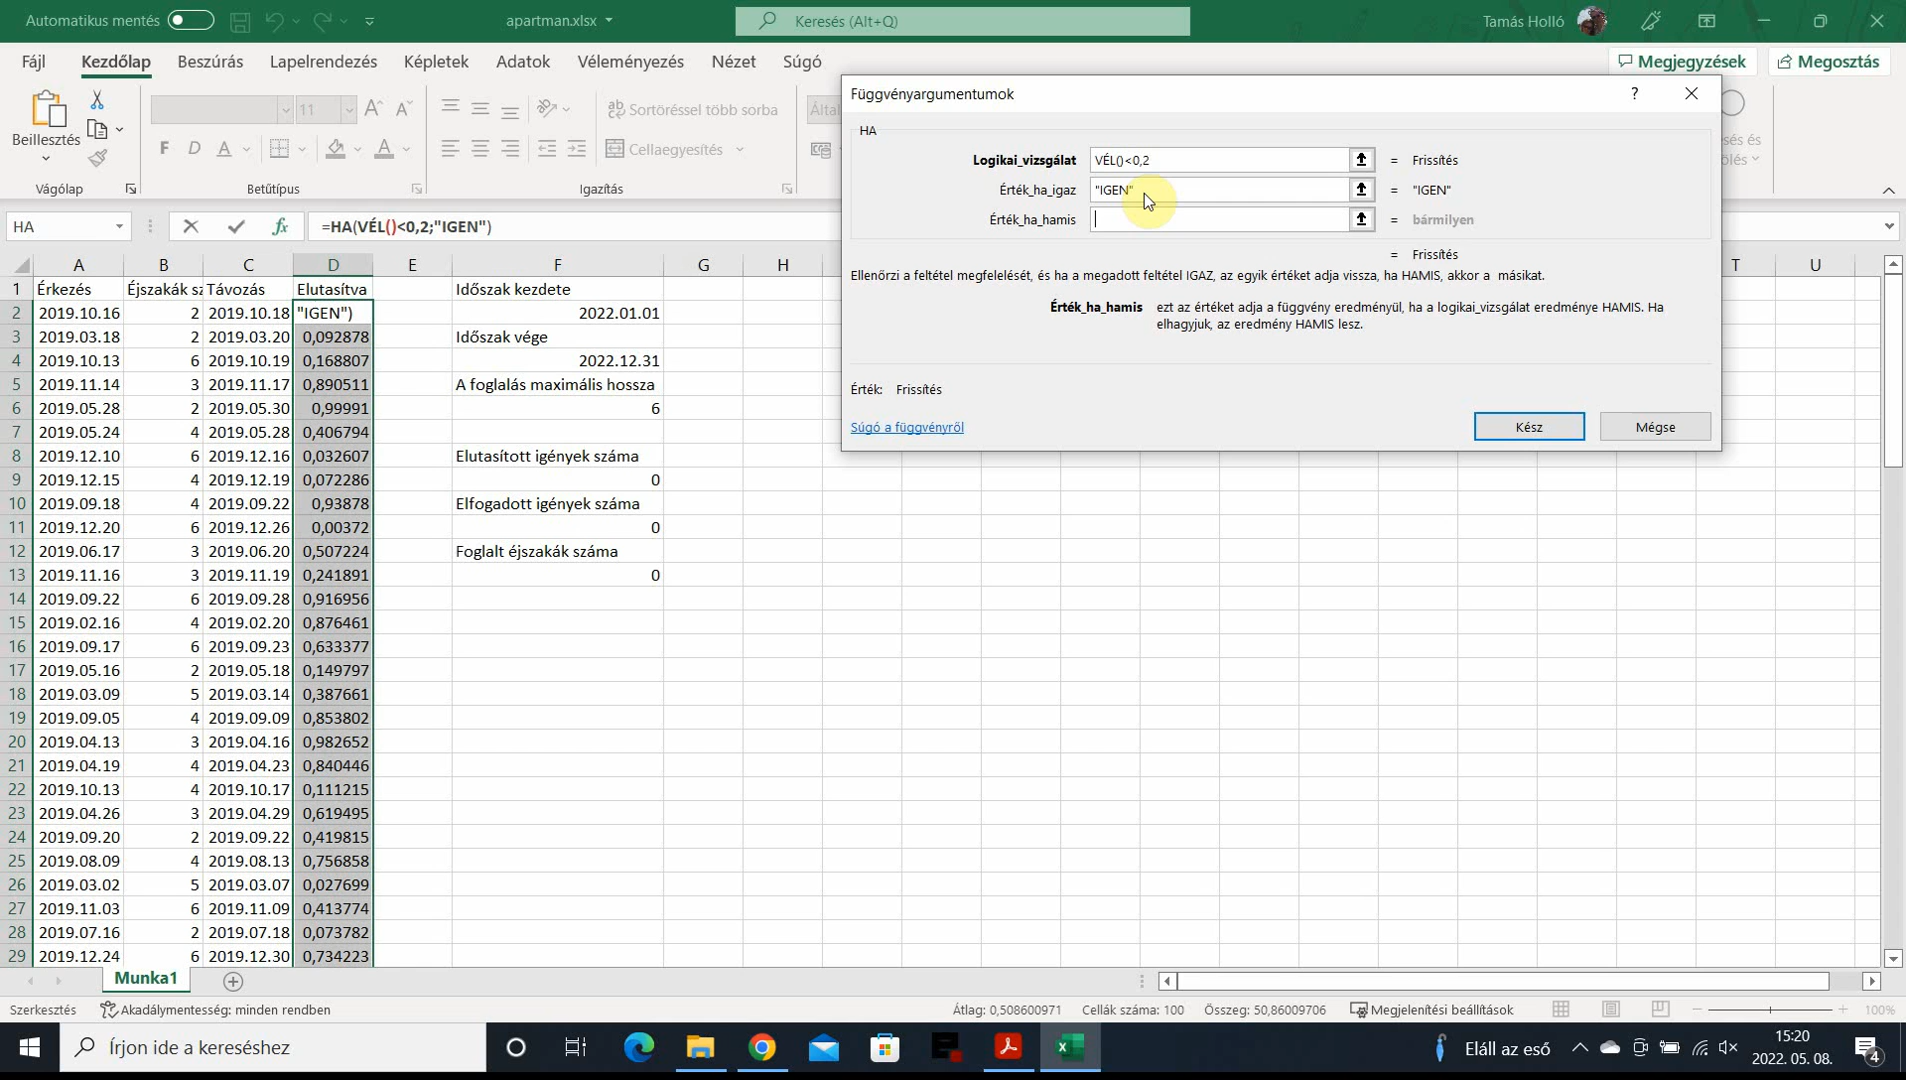 Automatikus mentés
apartman.xlsx
Keresés (Alt+Q)
Tamás Holló
Fájl Kezdőlap Beszúrás Lapelrendezés Képletek Adatok Véleményezés Nézet Súgó
Megjegyzések Megosztás
Beillesztés
11
F D A
Sortöréssel több sorba
Cellaegyesítés
Vágólap Betűtípus Igazítás
Függvényargumentumok
? 
HA
Logikai_vizsgálat VÉL()<0,2 = Frissítés
Érték_ha_igaz "IGEN" = "IGEN"
Érték_ha_hamis = bármilyen
= Frissítés
Ellenőrzi a feltétel megfelelését, és ha a megadott feltétel IGAZ, az egyik értéket adja vissza, ha HAMIS, akkor a másikat.
Érték_ha_hamis ezt az értéket adja a függvény eredményül, ha a logikai_vizsgálat eredménye HAMIS. Ha
elhagyjuk, az eredmény HAMIS lesz.
Érték: Frissítés
Súgó a függvényről
Kész Mégse
HA fx =HA(VÉL()<0,2;"IGEN")
A B C D E F G H T U
1 Érkezés Éjszakák sz Távozás Elutasítva Időszak kezdete
2 2019.10.16 2 2019.10.18 "IGEN") 2022.01.01
3 2019.03.18 2 2019.03.20 0,092878 Időszak vége
4 2019.10.13 6 2019.10.19 0,168807 2022.12.31
5 2019.11.14 3 2019.11.17 0,890511 A foglalás maximális hossza
6 2019.05.28 2 2019.05.30 0,99991 6
7 2019.05.24 4 2019.05.28 0,406794
8 2019.12.10 6 2019.12.16 0,032607 Elutasított igények száma
9 2019.12.15 4 2019.12.19 0,072286 0
10 2019.09.18 4 2019.09.22 0,93878 Elfogadott igények száma
11 2019.12.20 6 2019.12.26 0,00372 0
12 2019.06.17 3 2019.06.20 0,507224 Foglalt éjszakák száma
13 2019.11.16 3 2019.11.19 0,241891 0
14 2019.09.22 6 2019.09.28 0,916956
15 2019.02.16 4 2019.02.20 0,876461
16 2019.09.17 6 2019.09.23 0,633377
17 2019.05.16 2 2019.05.18 0,149797
18 2019.03.09 5 2019.03.14 0,387661
19 2019.09.05 4 2019.09.09 0,853802
20 2019.04.13 3 2019.04.16 0,982652
21 2019.04.19 4 2019.04.23 0,840446
22 2019.10.13 4 2019.10.17 0,111215
23 2019.04.26 3 2019.04.29 0,619495
24 2019.09.20 2 2019.09.22 0,419815
25 2019.08.09 4 2019.08.13 0,756858
26 2019.03.02 5 2019.03.07 0,027699
27 2019.11.03 6 2019.11.09 0,413774
28 2019.07.16 2 2019.07.18 0,073782
29 2019.12.24 6 2019.12.30 0,734223
Munka1
Szerkesztés Akadálymentesség: minden rendben Átlag: 0,508600971 Cellák száma: 100 Összeg: 50,86009706 Megjelenítési beállítások 100%
Írjon ide a kereséshez
Eláll az eső
15:20
2022. 05. 08.
4